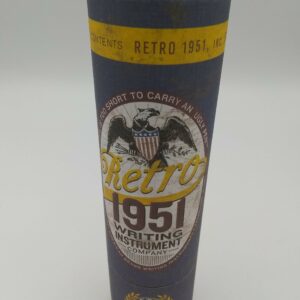 CONTENTS RETRO 1951, INC
SHORT TO CARRY AN UGLY
Retro
1951
WRITING
INSTRUMENT
COMPANY